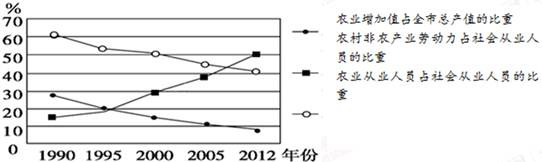 %
70
60
50
40
30
20
10
0
1990 1995 2000 2005 2012 年份
农业增加值占全市总产值的比重
农村非农产业劳动力占社会从业人
员的比重
农业从业人员占社会从业人员的比
重